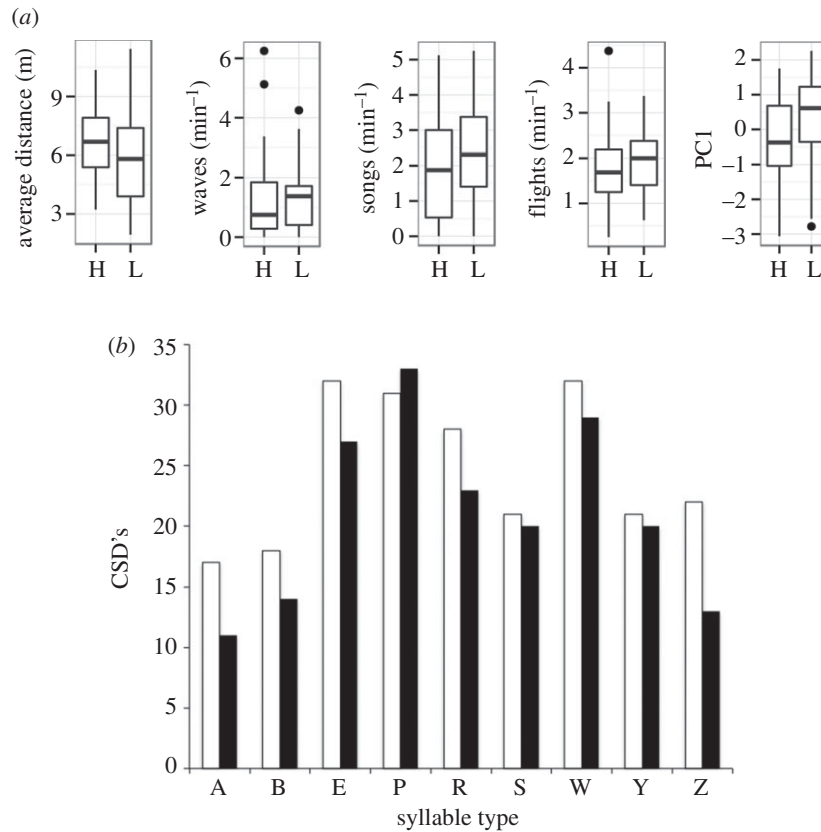 (a)
average distance (m)
9
6
3
H L
waves (min−1)
6
4
2
0
H L
songs (min−1)
5
4
3
2
1
0
H L
flights (min−1)
4
3
2
1
H L
PC1
2
1
0
−1
−2
−3
H L
(b)
CSD's
35
30
25
20
15
10
5
0
A B E P R S W Y Z
syllable type